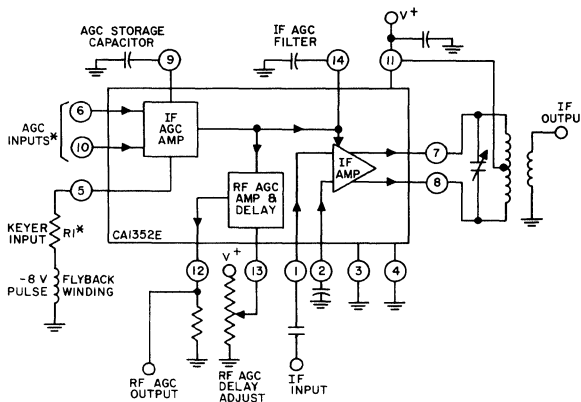 V+
AGC STORAGE
CAPACITOR
IF AGC
FILTER
9
14
11
6
AGC
INPUTS*
10
IF
AGC
AMP
IF
OUTPU
7
IF
AMP
8
5
RF AGC
AMP &
DELAY
KEYER
INPUT
R1*
CA1352E
-8 V
PULSE
FLYBACK
WINDING
12
V+
13
1
2
3
4
RF AGC
OUTPUT
RF AGC
DELAY
ADJUST
IF
INPUT